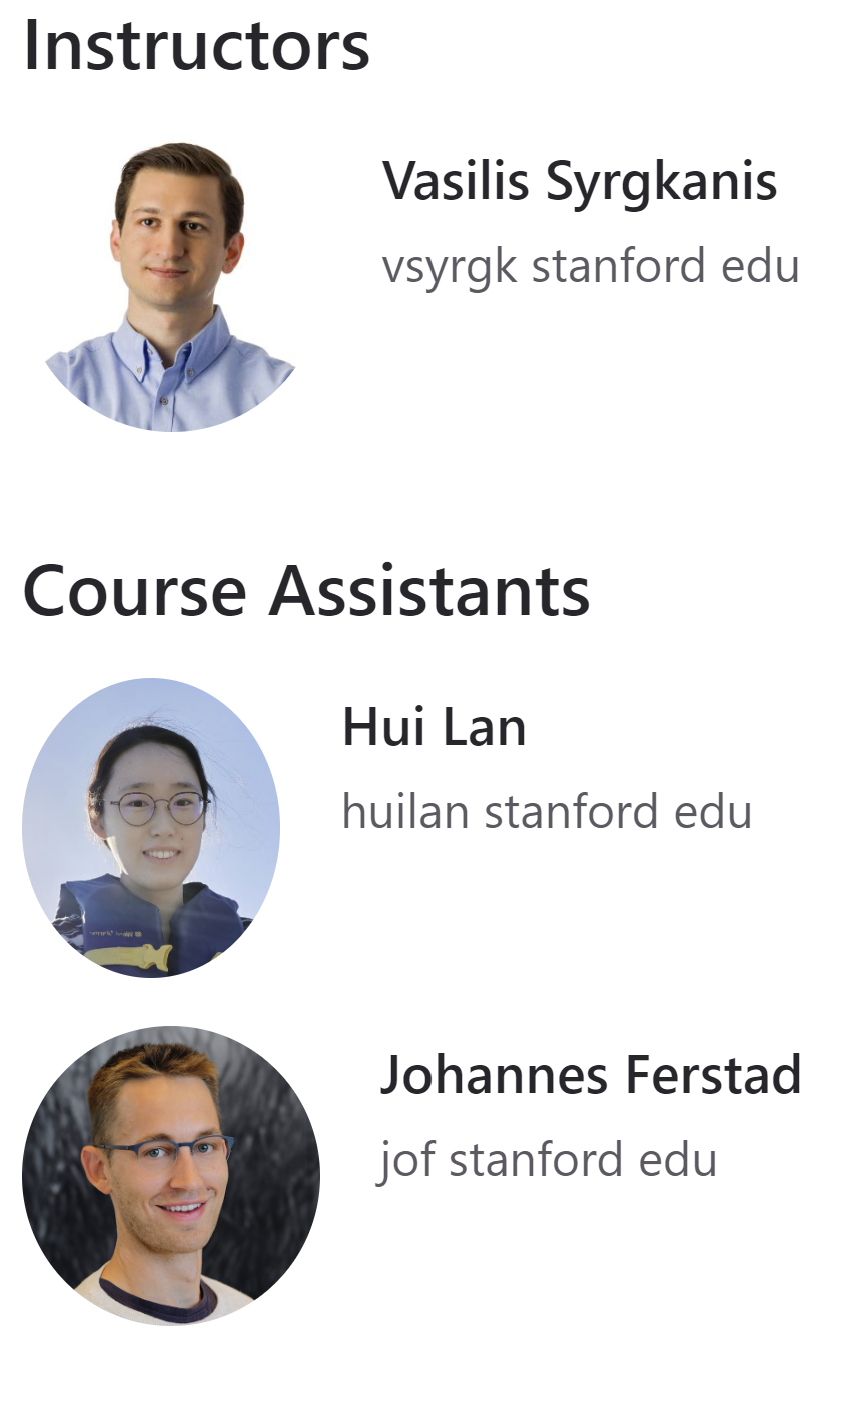 Instructors
Vasilis Syrgkanis
vsyrgk stanford edu
Course Assistants
Hui Lan
huilan stanford edu
Johannes Ferstad
jof stanford edu